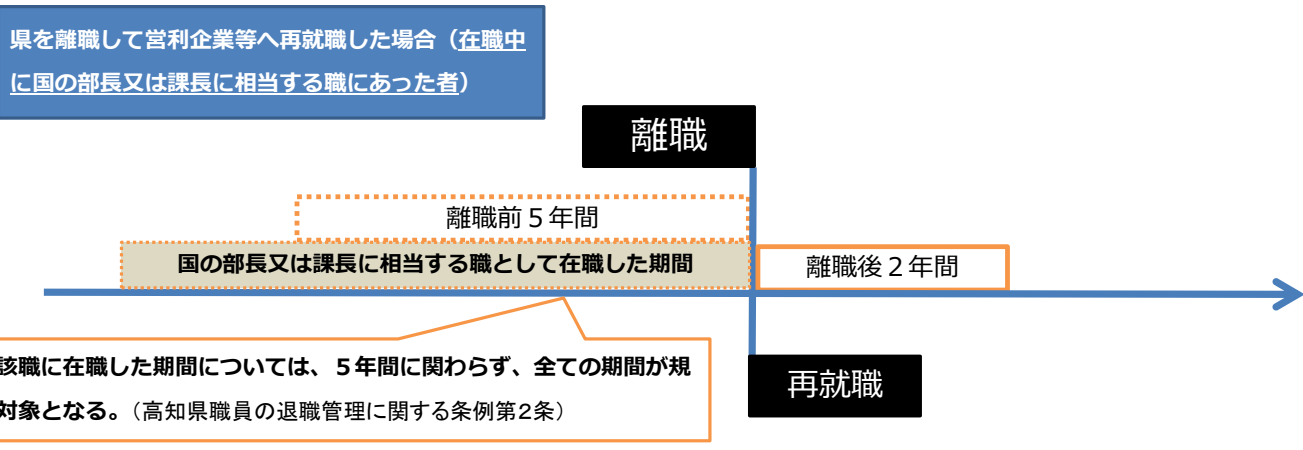 県を離職して営利企業等へ再就職した場合（在職中
に国の部長又は課長に相当する職にあった者）
離職
離職前５年間
国の部長又は課長に相当する職として在職した期間
離職後２年間
該職に在職した期間については、５年間に関わらず、全ての期間が規
対象となる。（高知県職員の退職管理に関する条例第2条）
再就職